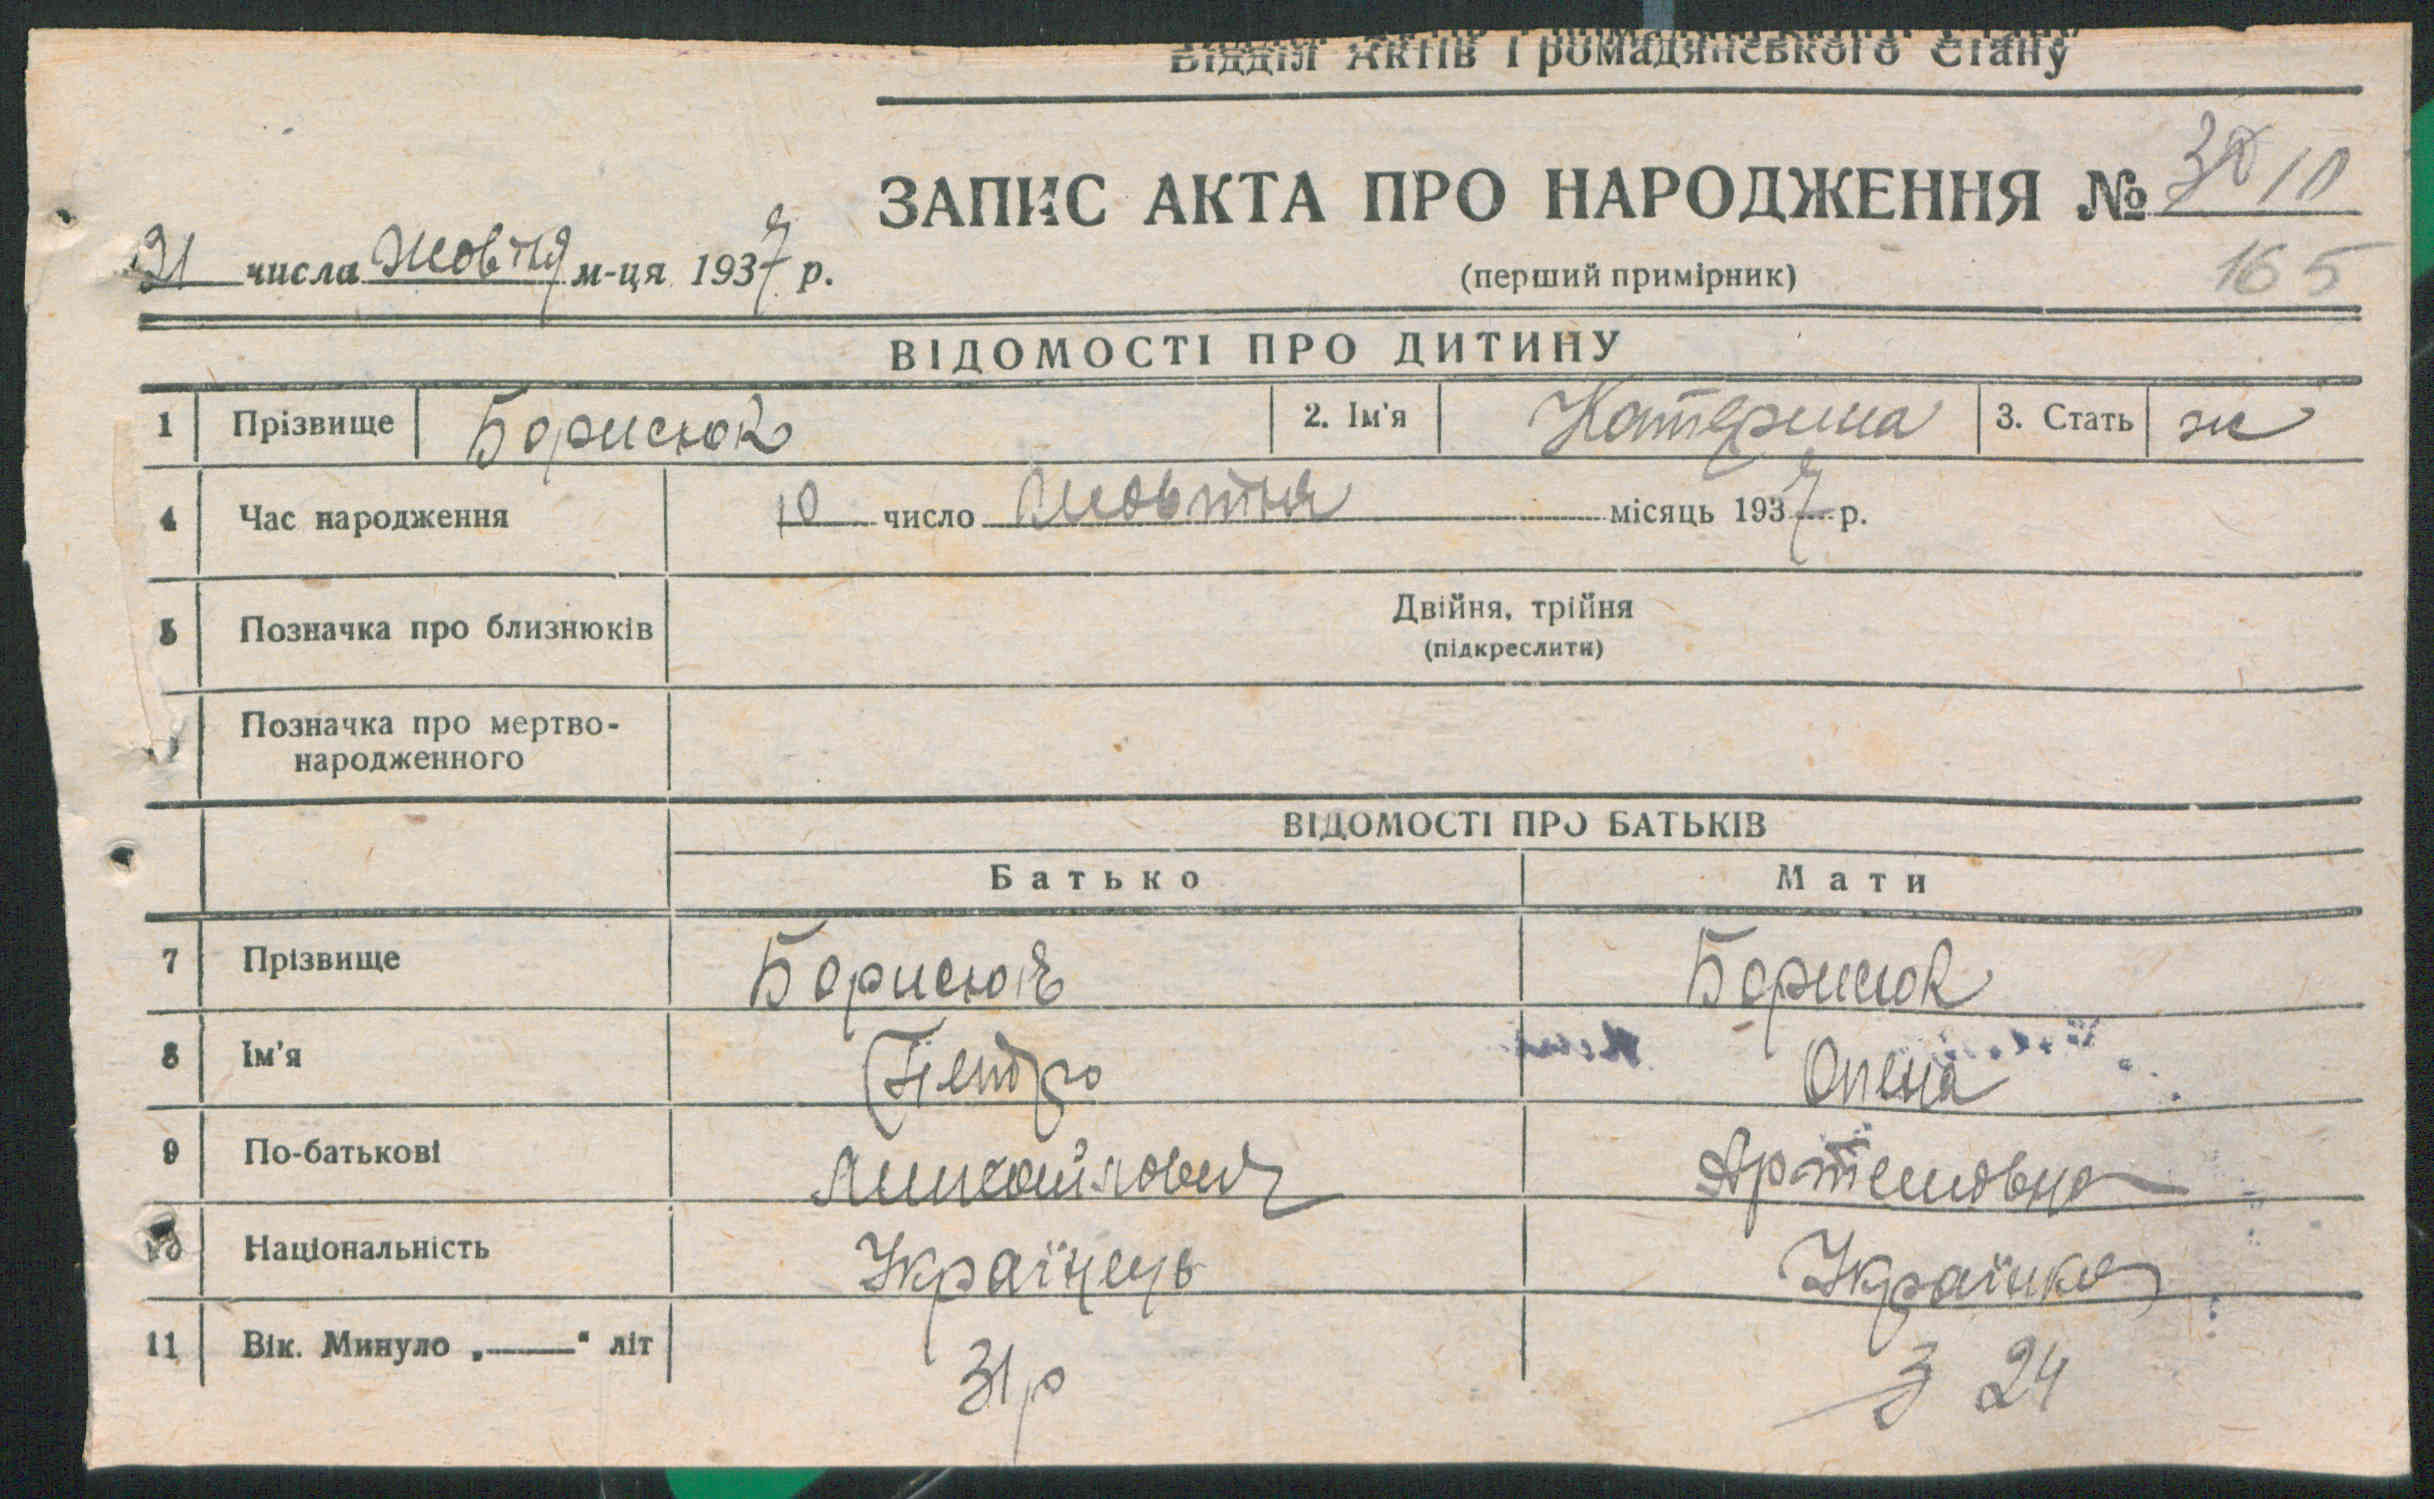 Відділ Актів Громадянського Стану
ЗАПИС АКТА ПРО НАРОДЖЕННЯ № 10
21 числа Жовтня м-ця 1937 р.
(перший примірник)
165
ВІДОМОСТІ ПРО ДИТИНУ
1 Прізвище Борисюк 2. Ім'я Катерина 3. Стать ж
4 Час народження 10 число Жовтня місяць 1937 р.
Двійня, трійня
5 Позначка про близнюків
(підкреслити)
Позначка про мертво-
народженного
ВІДОМОСТІ ПРО БАТЬКІВ
Батько Мати
7 Прізвище Борисюк Борисюк
8 Ім'я Петро Олена
9 По-батькові Михайлович Артемовна
10 Національність Українець Українка
11 Вік. Минуло „——“ літ 31 р 24